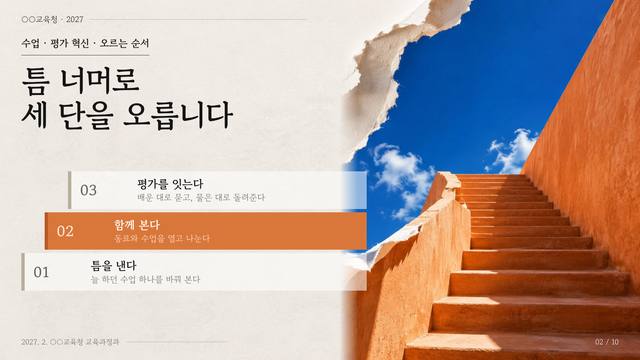 ○○교육청 · 2027
수업 · 평가 혁신 · 오르는 순서
틈 너머로
세 단을 오릅니다
03
평가를 잇는다
배운 대로 묻고, 물은 대로 돌려준다
02
함께 본다
동료와 수업을 열고 나눈다
01
틈을 낸다
늘 하던 수업 하나를 바꿔 본다
2027. 2. ○○교육청 교육과정과
02 / 10